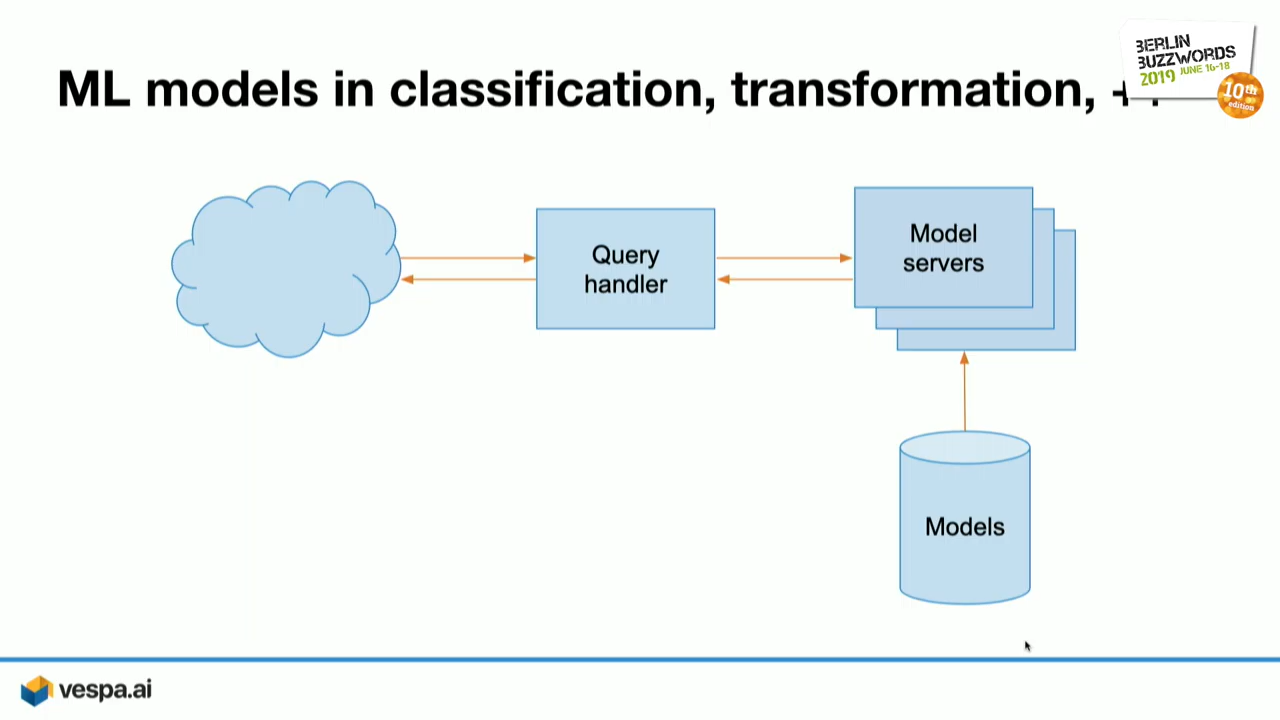 ML models in classification, transformation,
BERLIN
BUZZWORDS
2019 JUNE 16-18
10th
edition
Query
handler
Model
servers
Models
vespa.ai